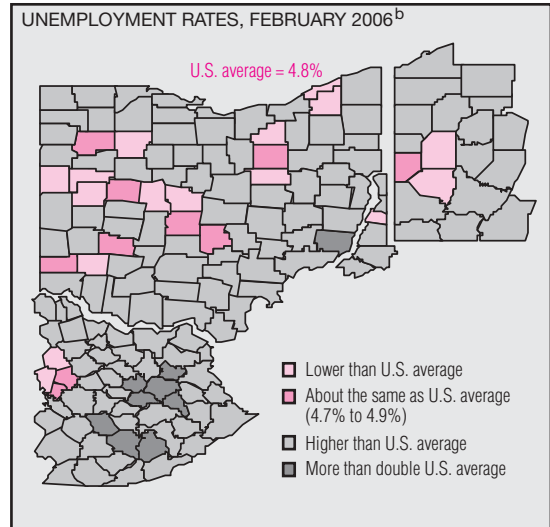 UNEMPLOYMENT RATES, FEBRUARY 2006b
U.S. average = 4.8%
Lower than U.S. average
About the same as U.S. average
(4.7% to 4.9%)
Higher than U.S. average
More than double U.S. average